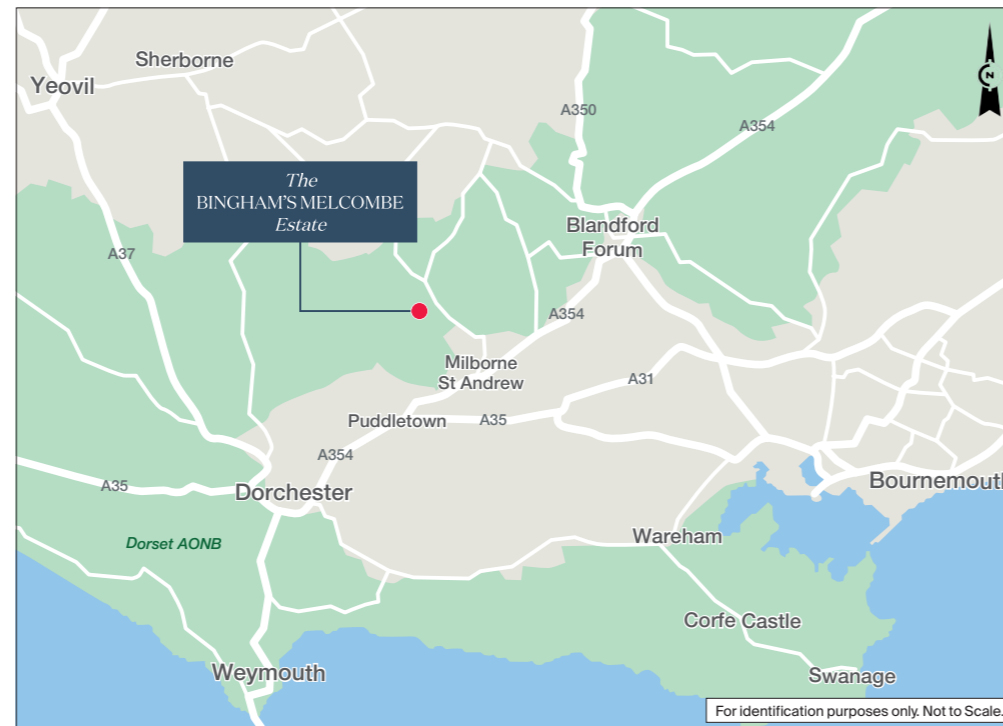 Sherborne
Yeovil
N
A350
A354
The
BINGHAM'S MELCOMBE
Estate
Blandford
Forum
A37
A354
Milborne
St Andrew
A31
Puddletown
A35
A354
A35
Dorchester
Bournemouth
Dorset AONB
Wareham
Corfe Castle
Weymouth
Swanage
For identification purposes only. Not to Scale.